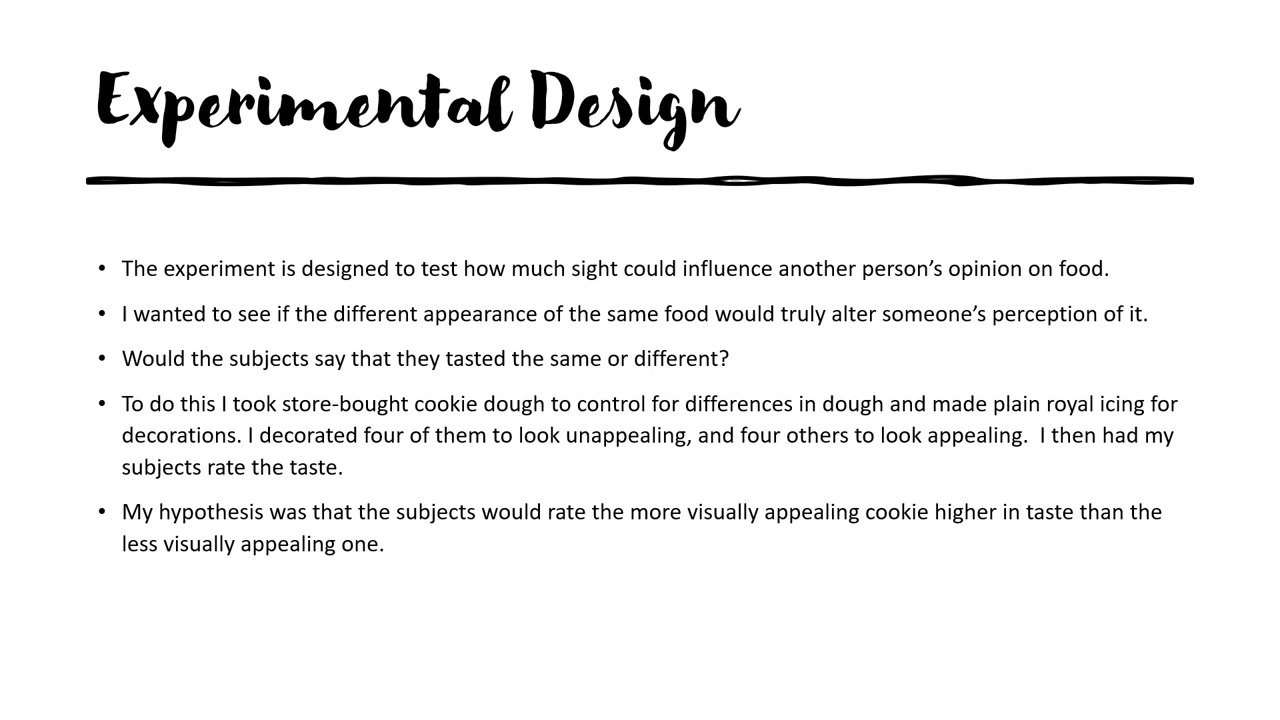 Experimental Design
• The experiment is designed to test how much sight could influence another person’s opinion on food.
• I wanted to see if the different appearance of the same food would truly alter someone’s perception of it.
• Would the subjects say that they tasted the same or different?
• To do this I took store-bought cookie dough to control for differences in dough and made plain royal icing for
decorations. I decorated four of them to look unappealing, and four others to look appealing.  I then had my
subjects rate the taste.
• My hypothesis was that the subjects would rate the more visually appealing cookie higher in taste than the
less visually appealing one.